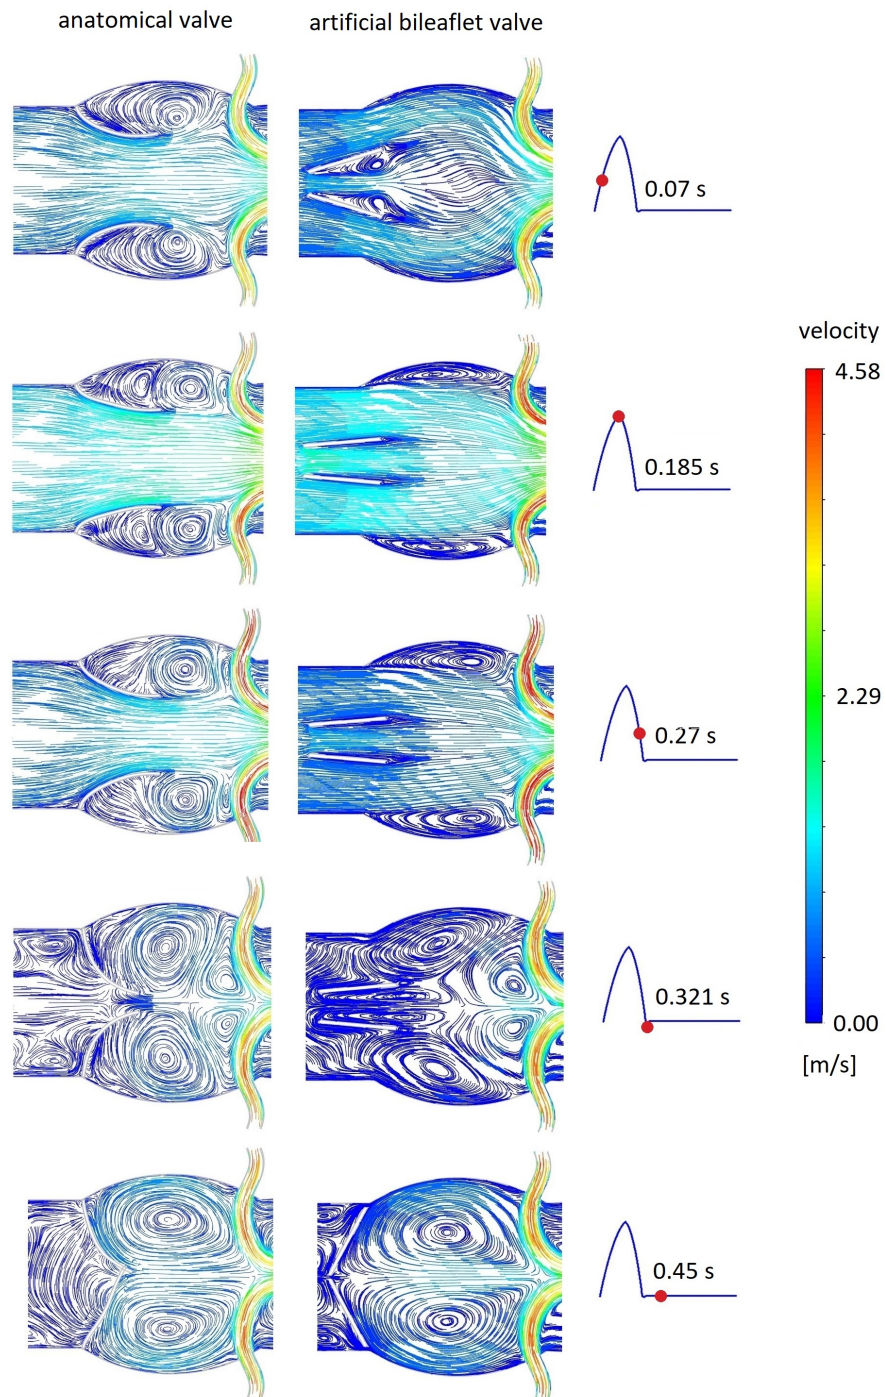 anatomical valve
artificial bileaflet valve
0.07 s
velocity
4.58
0.185 s
2.29
0.27 s
0.321 s
0.00
[m/s]
0.45 s